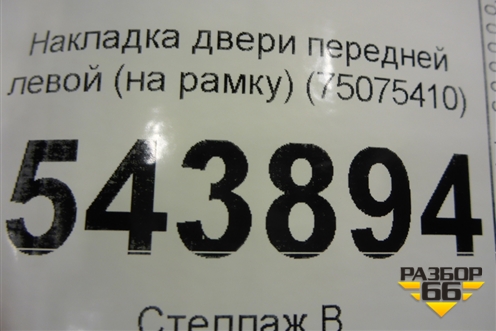 Накладка двери передней
левой (на рамку) (75075410)
543894
Стеллаж В
РАЗБОР
66